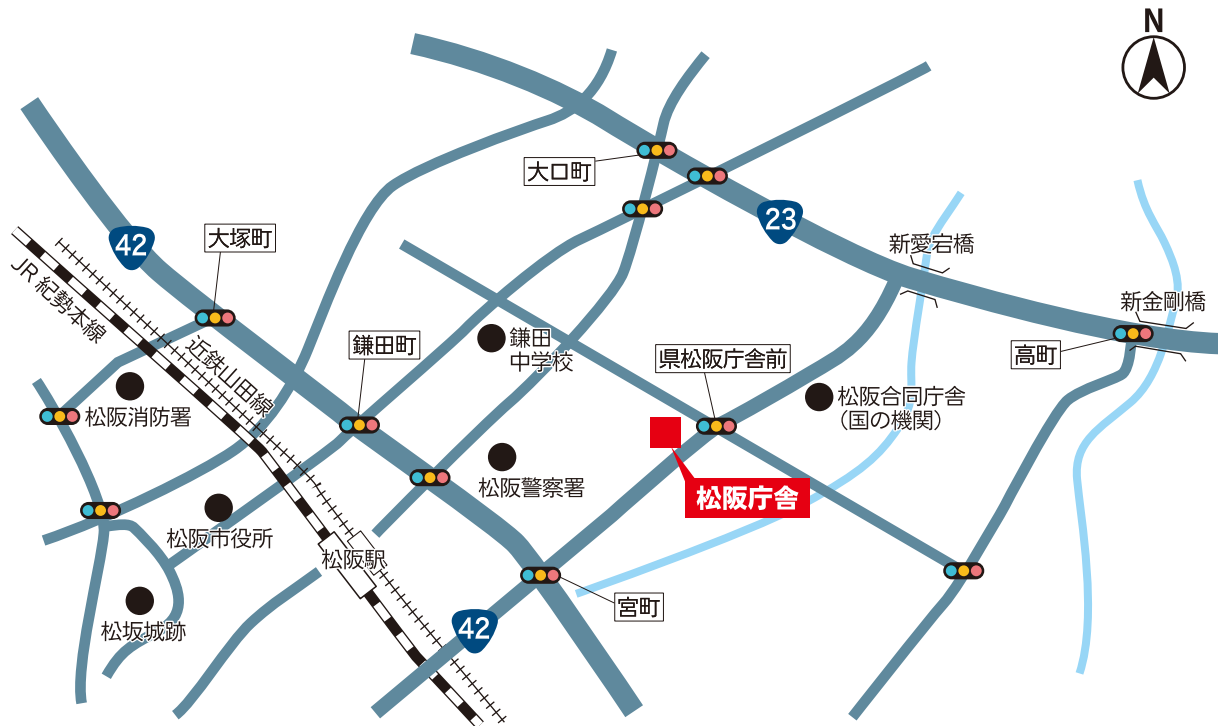 N
大口町
23
42
大塚町
新愛宕橋
新金剛橋
JR紀勢本線
近鉄山田線
鎌田町
鎌田
中学校
県松阪庁舎前
高町
松阪消防署
松阪合同庁舎
(国の機関)
松阪警察署
松阪庁舎
松阪市役所
松阪駅
宮町
42
松坂城跡